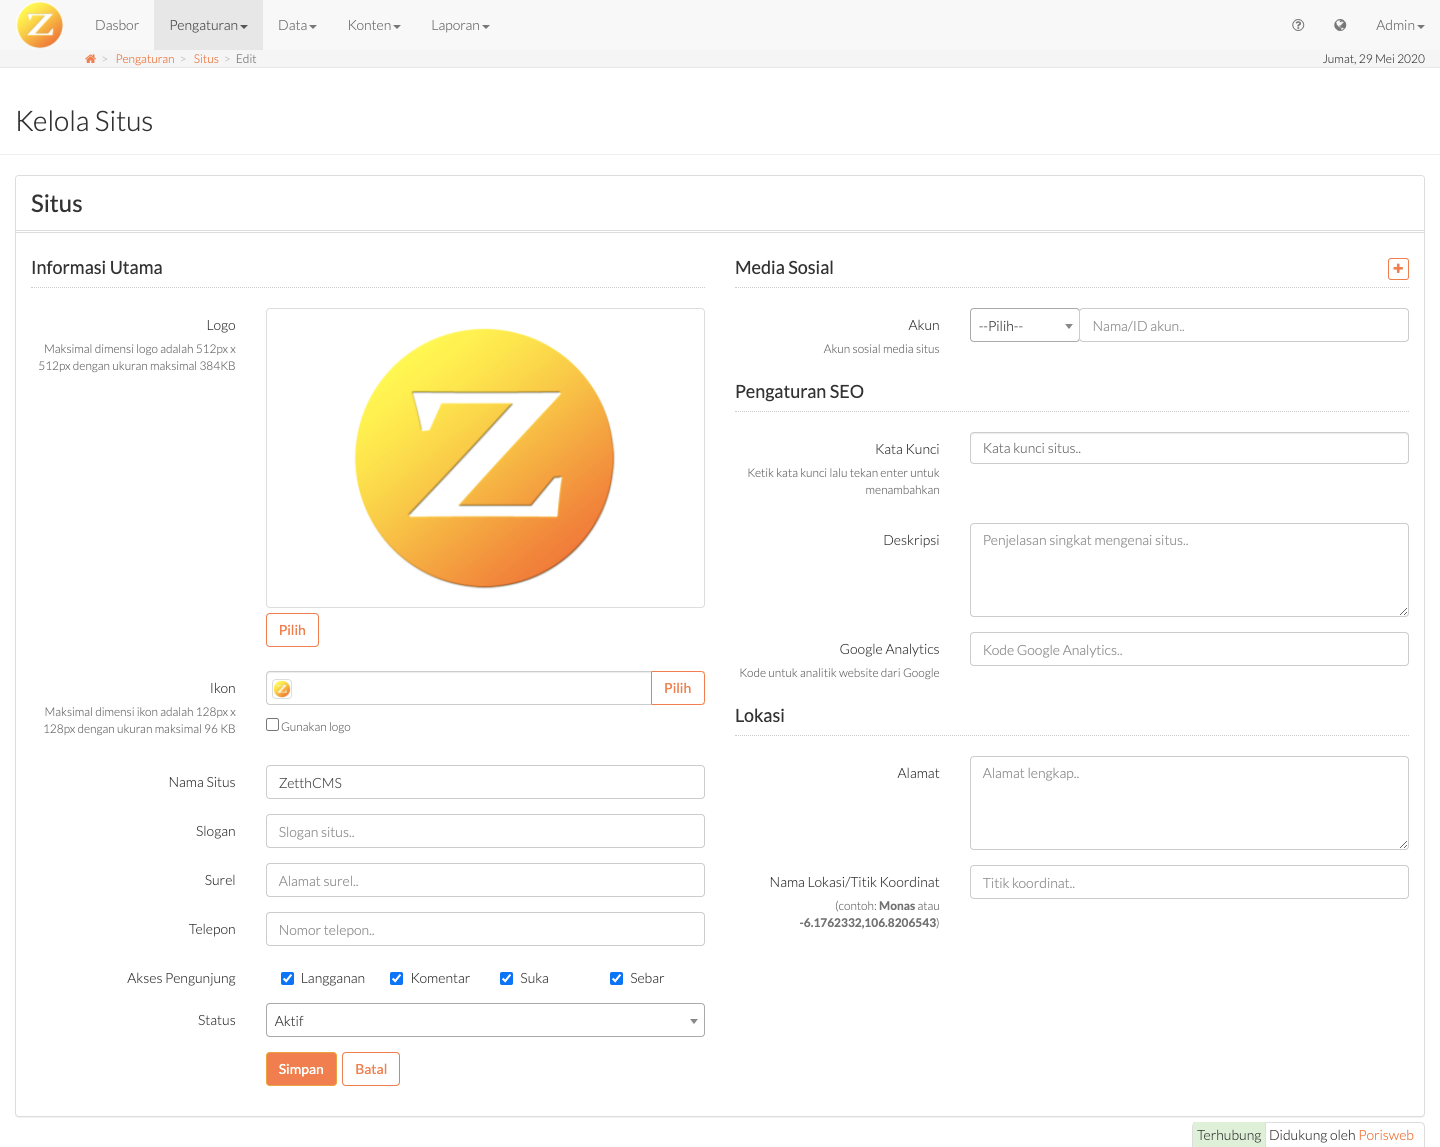 Z
Dasbor
Pengaturan
Data
Konten
Laporan
Admin
> Pengaturan > Situs > Edit
Jumat, 29 Mei 2020
Kelola Situs
Situs
Informasi Utama
Logo
Maksimal dimensi logo adalah 512px x
512px dengan ukuran maksimal 384KB
Z
Pilih
Ikon
Maksimal dimensi ikon adalah 128px x
128px dengan ukuran maksimal 96 KB
Z
Pilih
Gunakan logo
Nama Situs
ZetthCMS
Slogan
Slogan situs..
Surel
Alamat surel..
Telepon
Nomor telepon..
Akses Pengunjung
Langganan
Komentar
Suka
Sebar
Status
Aktif
Simpan
Batal
Media Sosial
+
Akun
Akun sosial media situs
--Pilih--
Nama/ID akun..
Pengaturan SEO
Kata Kunci
Ketik kata kunci lalu tekan enter untuk
menambahkan
Kata kunci situs..
Deskripsi
Penjelasan singkat mengenai situs..
Google Analytics
Kode untuk analitik website dari Google
Kode Google Analytics..
Lokasi
Alamat
Alamat lengkap..
Nama Lokasi/Titik Koordinat
(contoh: Monas atau
-6.1762332,106.8206543)
Titik koordinat..
Terhubung
Didukung oleh Porisweb